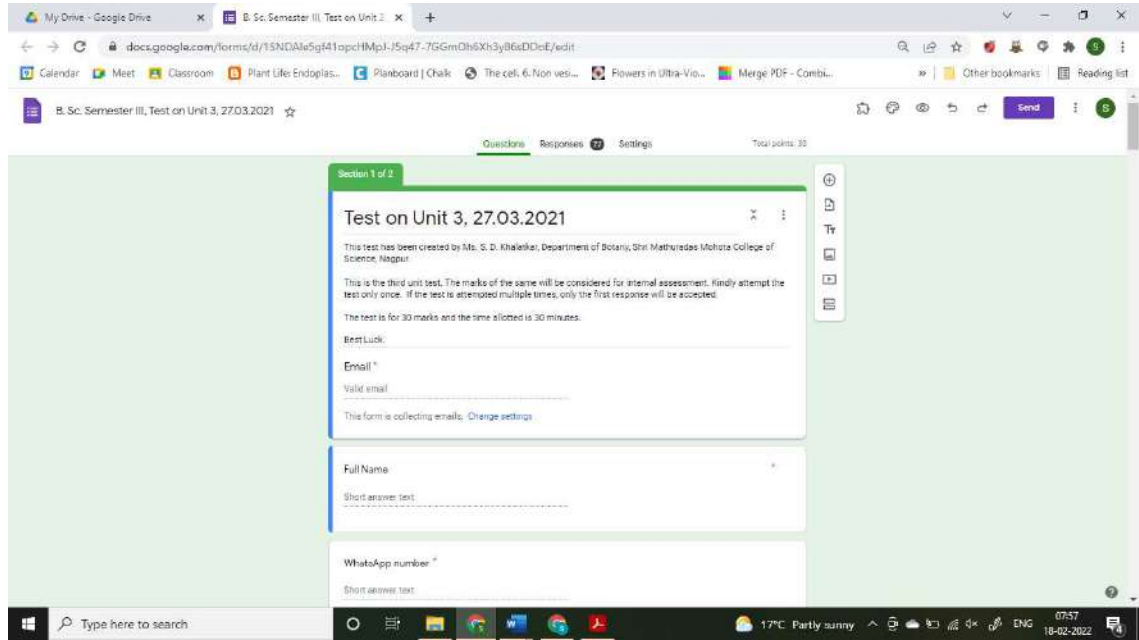 My Drive - Google Drive
B. Sc. Semester III, Test on Unit 3
docs.google.com/forms/d/
/edit
Calendar
Meet
Classroom
Plant Life: Endoplas...
Planboard | Chalk
The cell. 6. Non vesi...
Flowers in Ultra-Vio...
Merge PDF - Combi...
»
Other bookmarks
Reading list
B. Sc. Semester III, Test on Unit 3, 27.03.2021
Send
S
Questions Responses 77 Settings
Total points: 30
Section 1 of 2
Test on Unit 3, 27.03.2021
This test has been created by Ms. S. D. Khalatkar, Department of Botany, Shri Mathuradas Mohota College of
Science, Nagpur.
This is the third unit test. The marks of the same will be considered for internal assessment. Kindly attempt the
test only once. If the test is attempted multiple times, only the first response will be accepted.
The test is for 30 marks and the time allotted is 30 minutes.
Best Luck.
Email *
Valid email
This form is collecting emails. Change settings
Full Name *
Short answer text
WhatsApp number *
Short answer text
Type here to search
17°C Partly sunny
ENG
07:57
18-02-2022
4